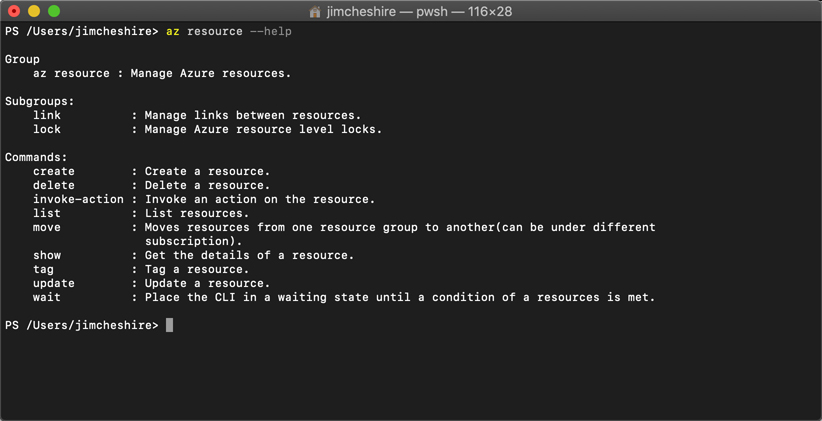 jimcheshire — pwsh — 116×28
PS /Users/jimcheshire> az resource --help
Group
az resource : Manage Azure resources.
Subgroups:
link : Manage links between resources.
lock : Manage Azure resource level locks.
Commands:
create : Create a resource.
delete : Delete a resource.
invoke-action : Invoke an action on the resource.
list : List resources.
move : Moves resources from one resource group to another(can be under different
subscription).
show : Get the details of a resource.
tag : Tag a resource.
update : Update a resource.
wait : Place the CLI in a waiting state until a condition of a resources is met.
PS /Users/jimcheshire>